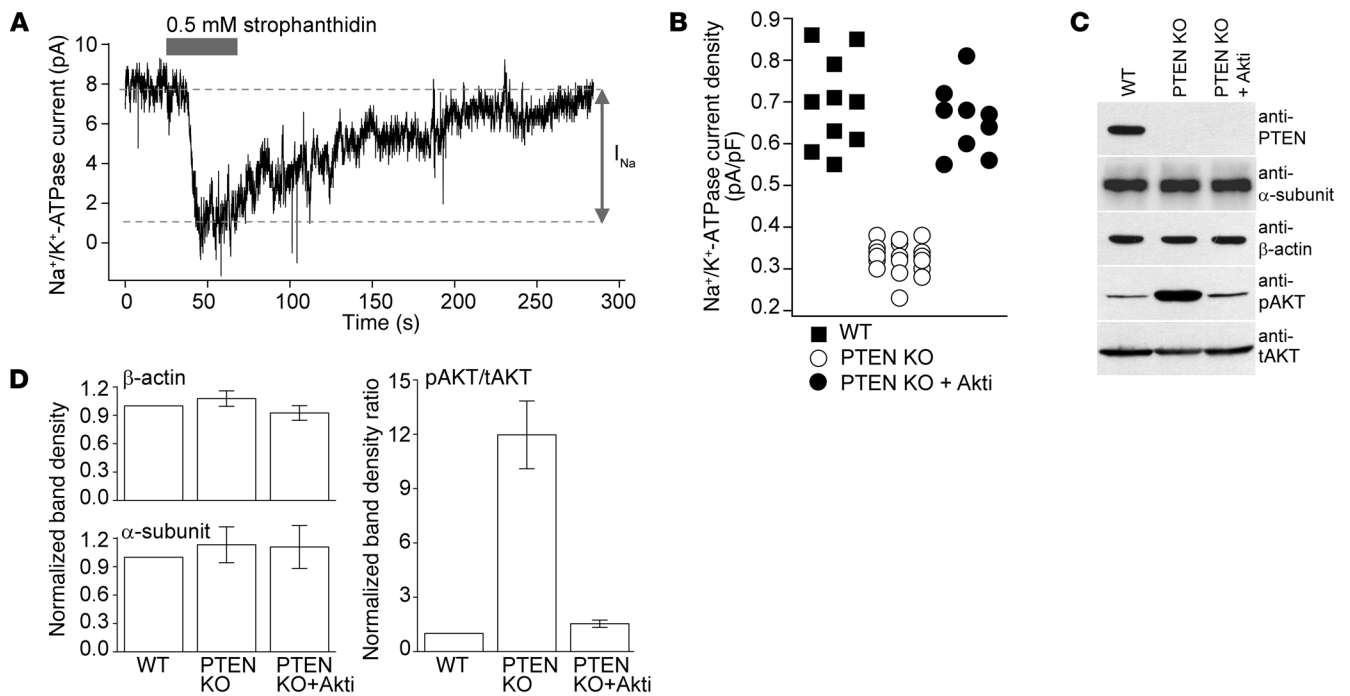 A
0.5 mM strophanthidin
Na+/K+-ATPase current (pA)
10
8
6
4
2
0
INa
0
50
100
150
200
250
300
Time (s)
B
Na+/K+-ATPase current density
(pA/pF)
0.9
0.8
0.7
0.6
0.5
0.4
0.3
0.2
WT
PTEN KO
PTEN KO + Akti
C
WT
PTEN KO
PTEN KO
+ Akti
anti-
PTEN
anti-
α-subunit
anti-
β-actin
anti-
pAKT
anti-
tAKT
D
Normalized band density
β-actin
1.2
0.9
0.6
0.3
0.0
α-subunit
1.2
0.9
0.6
0.3
0.0
WT
PTEN
KO
PTEN
KO+Akti
Normalized band density ratio
pAKT/tAKT
15
12
9
6
3
0
WT
PTEN
KO
PTEN
KO+Akti